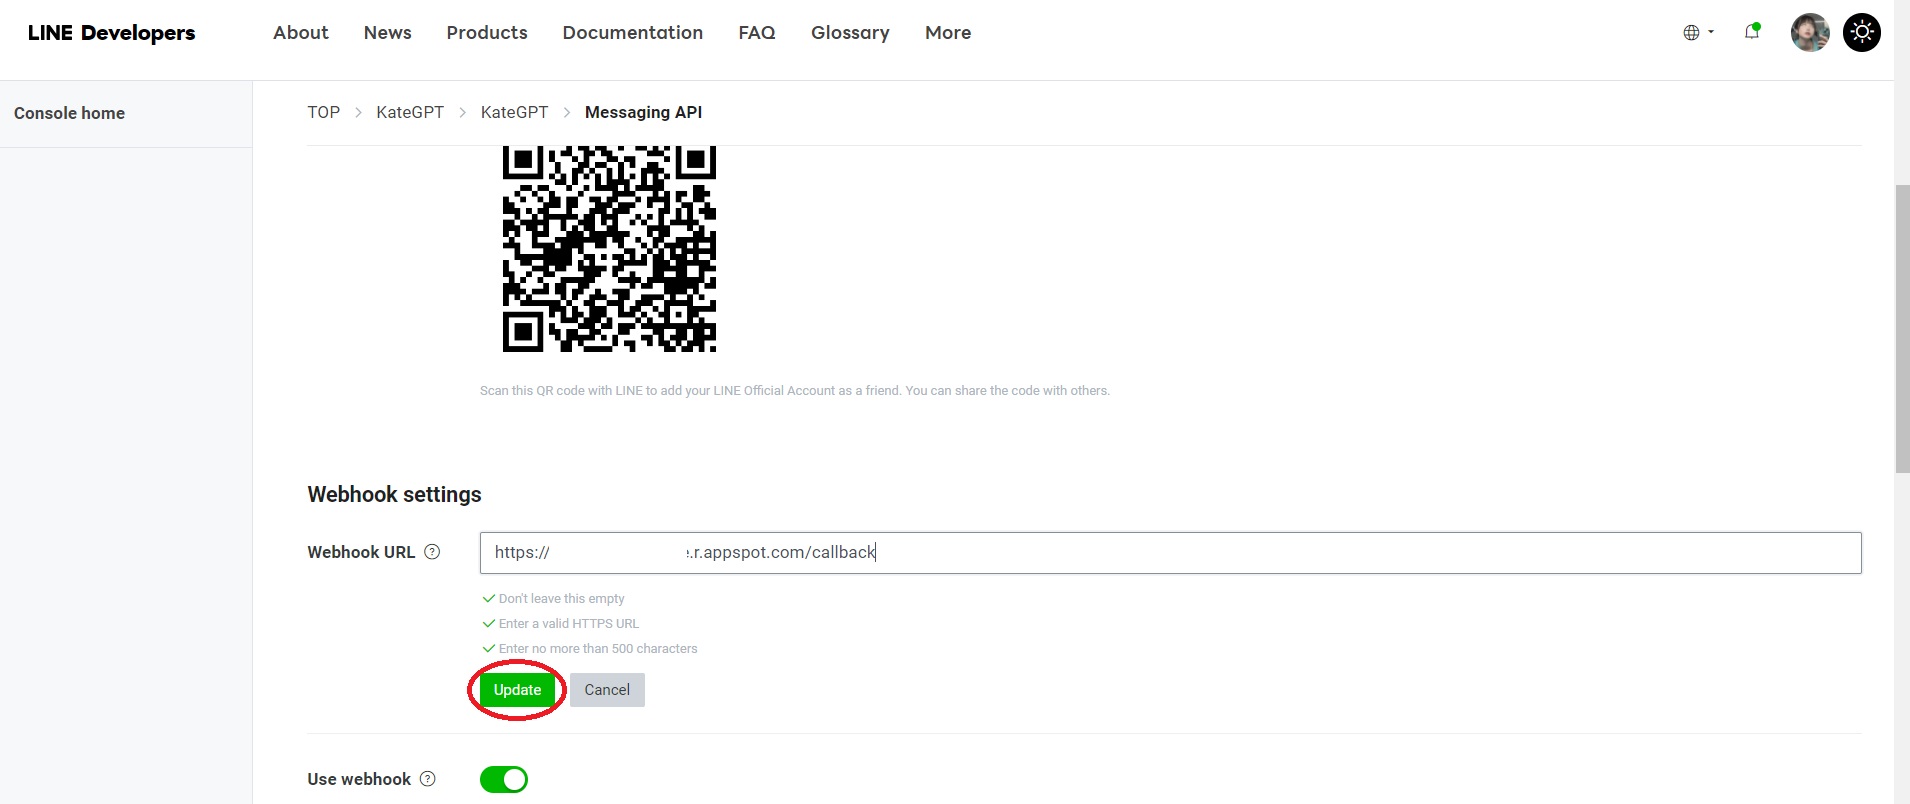 LINE Developers
About News Products Documentation FAQ Glossary More
Console home
TOP > KateGPT > KateGPT > Messaging API
Scan this QR code with LINE to add your LINE Official Account as a friend. You can share the code with others.
Webhook settings
Webhook URL ? https:// e.r.appspot.com/callback
Don't leave this empty
Enter a valid HTTPS URL
Enter no more than 500 characters
Update Cancel
Use webhook ?